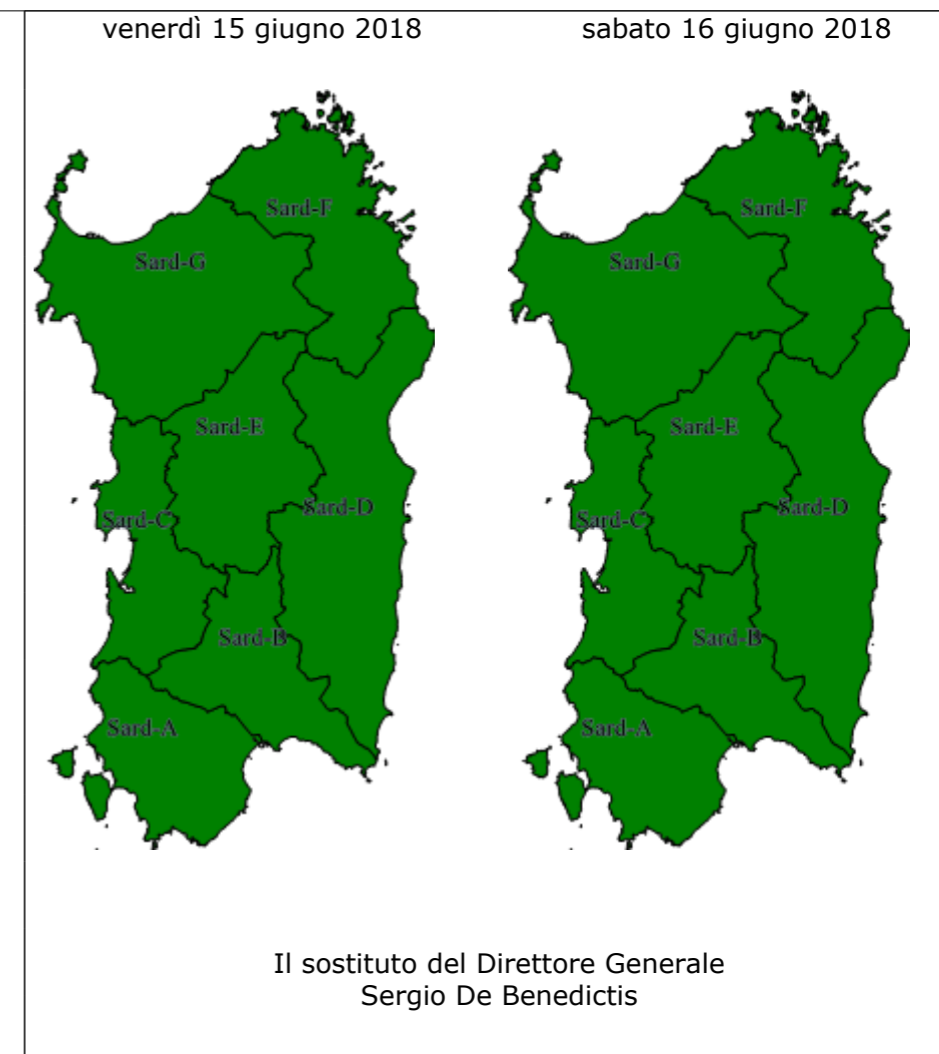 venerdì 15 giugno 2018
sabato 16 giugno 2018
Sard-F
Sard-G
Sard-E
Sard-D
Sard-C
Sard-B
Sard-A
Sard-F
Sard-G
Sard-E
Sard-D
Sard-C
Sard-B
Sard-A
Il sostituto del Direttore Generale
Sergio De Benedictis